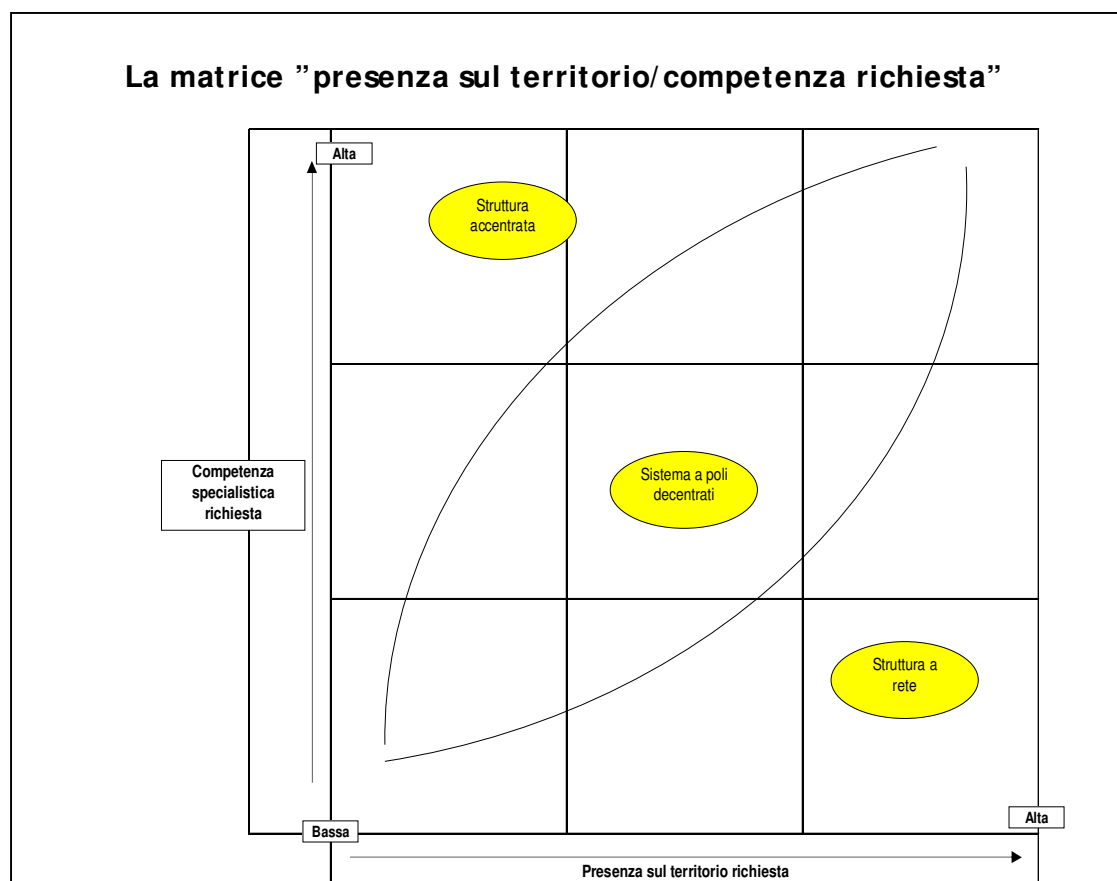 La matrice ”presenza sul territorio/competenza richiesta”
Alta
Struttura
accentrata
Competenza
specialistica
richiesta
Sistema a poli
decentrati
Struttura a
rete
Bassa
Alta
Presenza sul territorio richiesta